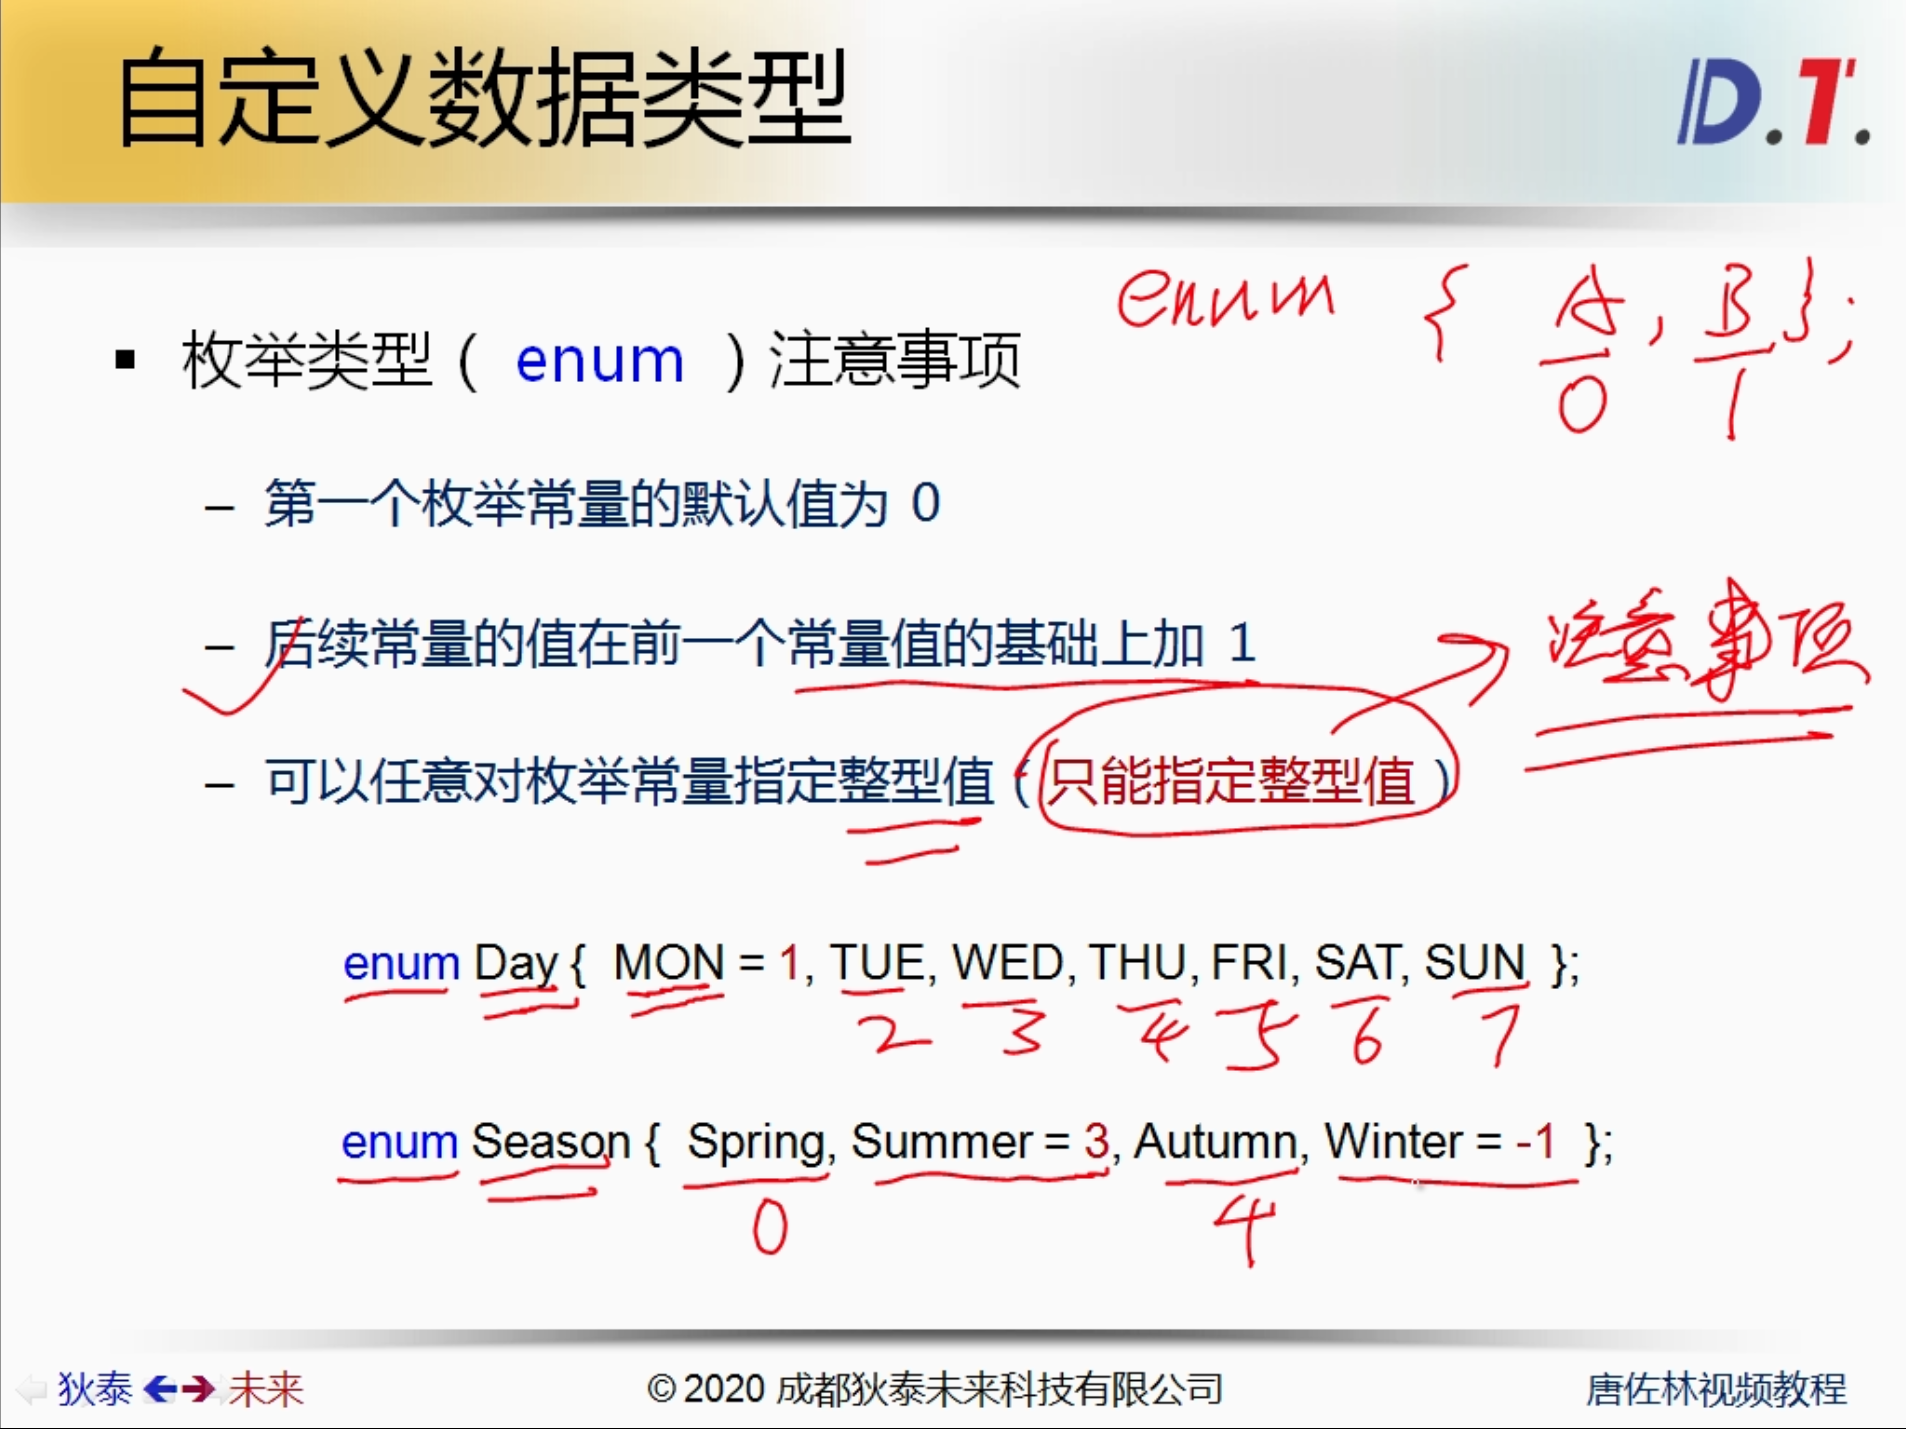 自定义数据类型
D.T.
enum { A, B };
0 1
▪ 枚举类型（ enum ）注意事项
– 第一个枚举常量的默认值为 0
– 后续常量的值在前一个常量值的基础上加 1
注意事项
– 可以任意对枚举常量指定整型值（只能指定整型值）
enum Day { MON = 1, TUE, WED, THU, FRI, SAT, SUN };
2 3 4 5 6 7
enum Season { Spring, Summer = 3, Autumn, Winter = -1 };
0 4
狄泰 未来
© 2020 成都狄泰未来科技有限公司
唐佐林视频教程